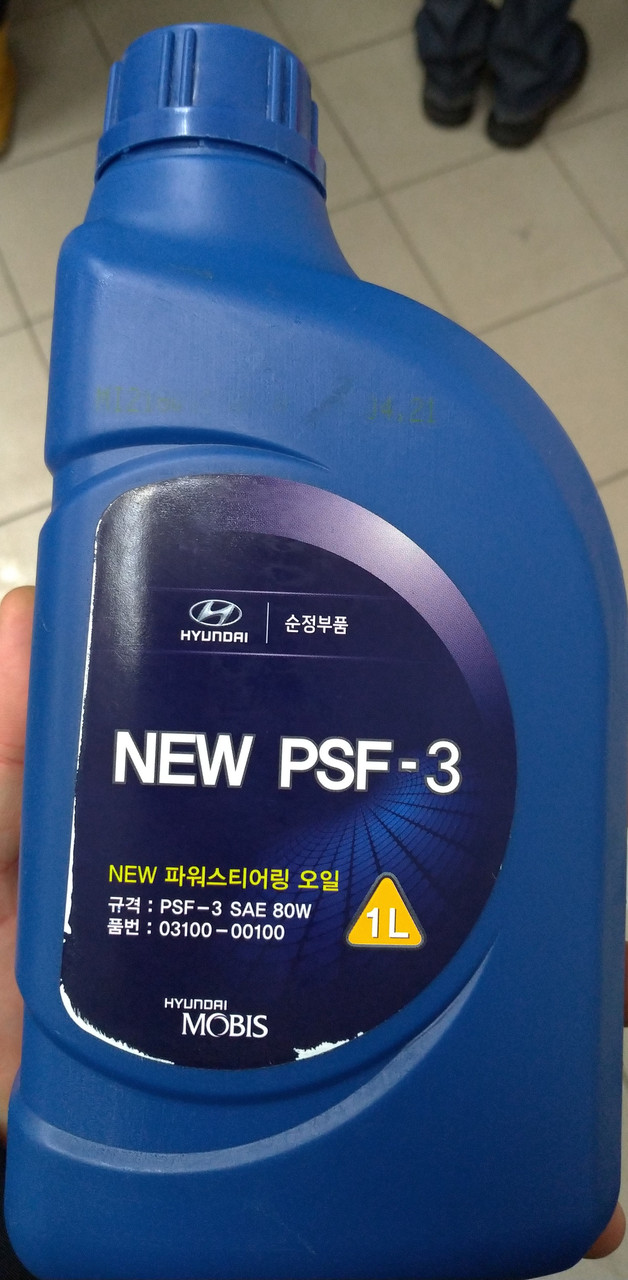 HYUNDAI 순정부품
NEW PSF-3
NEW 파워스티어링 오일
규격 : PSF-3 SAE 80W
품번 : 03100-00100
1L
HYUNDAI
MOBIS